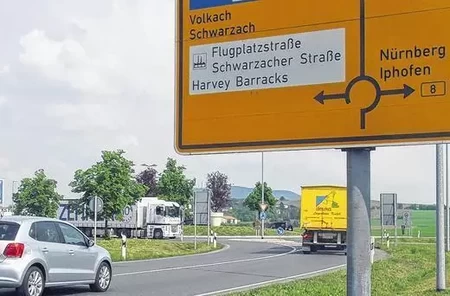 Volkach
Schwarzach
Flugplatzstraße
Schwarzacher Straße
Harvey Barracks
Nürnberg
Iphofen
8